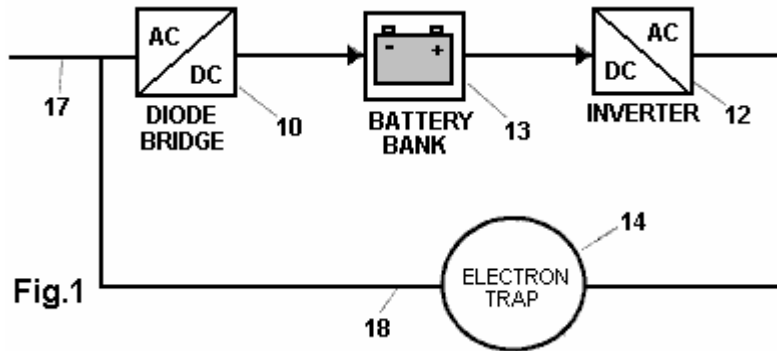 AC
DC
- +
AC
DC
17
DIODE
BRIDGE
10
BATTERY
BANK
13
INVERTER
12
14
ELECTRON
TRAP
Fig.1
18